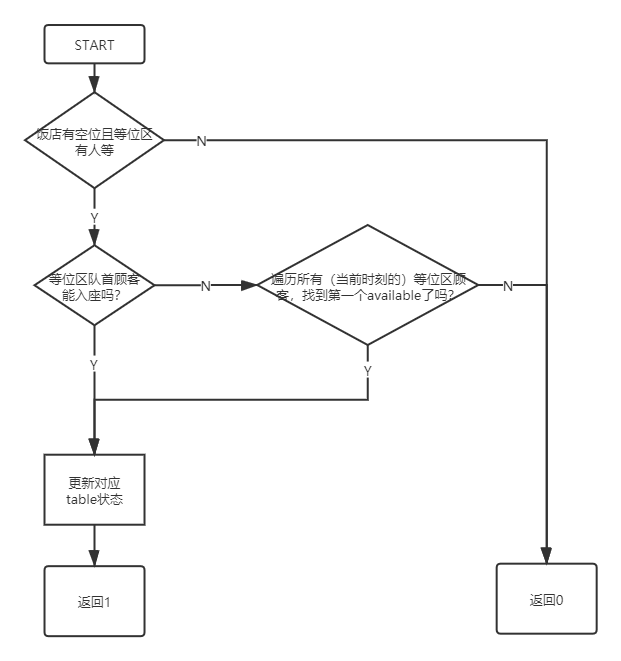 START
饭店有空位且等位区
有人等
N
Y
等位区队首顾客
能入座吗?
N
遍历所有（当前时刻的）等位区顾
客，找到第一个available了吗?
N
Y
Y
更新对应
table状态
返回1
返回0